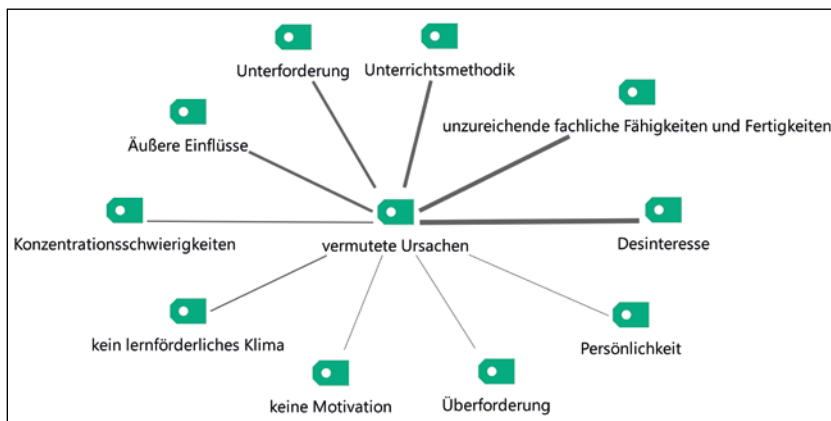 Unterforderung
Unterrichtsmethodik
unzureichende fachliche Fähigkeiten und Fertigkeiten
Äußere Einflüsse
Konzentrationsschwierigkeiten
vermutete Ursachen
Desinteresse
kein lernförderliches Klima
Persönlichkeit
keine Motivation
Überforderung